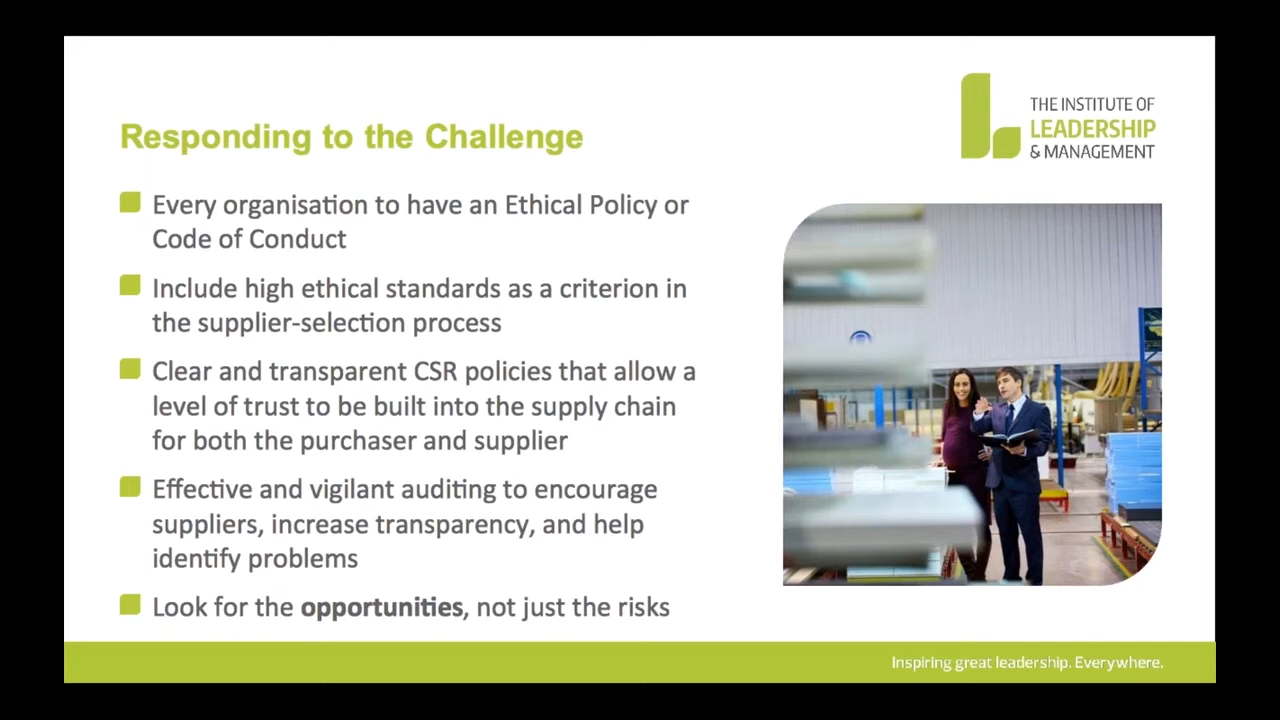 THE INSTITUTE OF
LEADERSHIP
& MANAGEMENT
Responding to the Challenge
Every organisation to have an Ethical Policy or
Code of Conduct
Include high ethical standards as a criterion in
the supplier-selection process
Clear and transparent CSR policies that allow a
level of trust to be built into the supply chain
for both the purchaser and supplier
Effective and vigilant auditing to encourage
suppliers, increase transparency, and help
identify problems
Look for the opportunities, not just the risks
Inspiring great leadership. Everywhere.